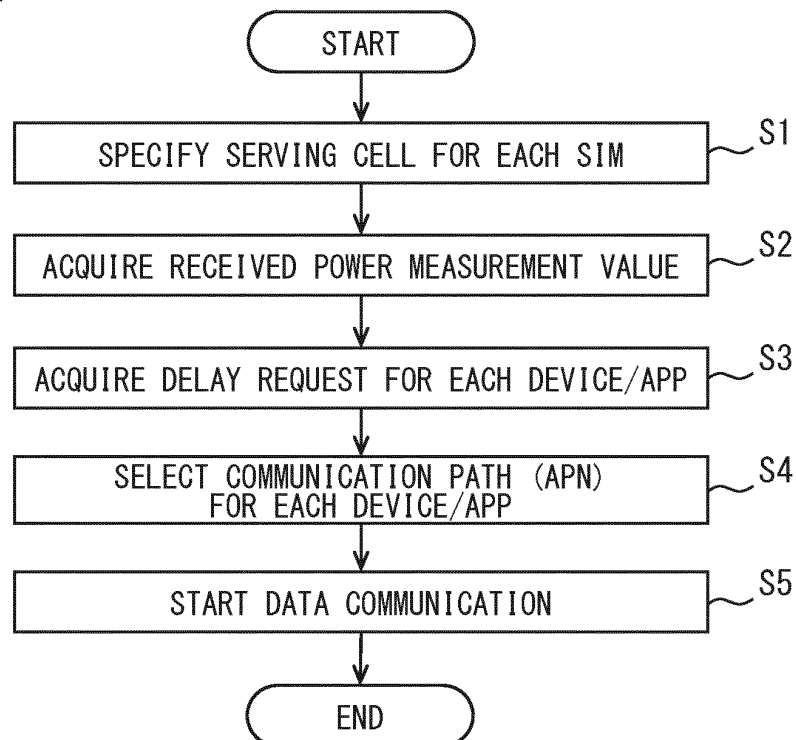 START
SPECIFY SERVING CELL FOR EACH SIM
S1
ACQUIRE RECEIVED POWER MEASUREMENT VALUE
S2
ACQUIRE DELAY REQUEST FOR EACH DEVICE/APP
S3
SELECT COMMUNICATION PATH (APN)
FOR EACH DEVICE/APP
S4
START DATA COMMUNICATION
S5
END